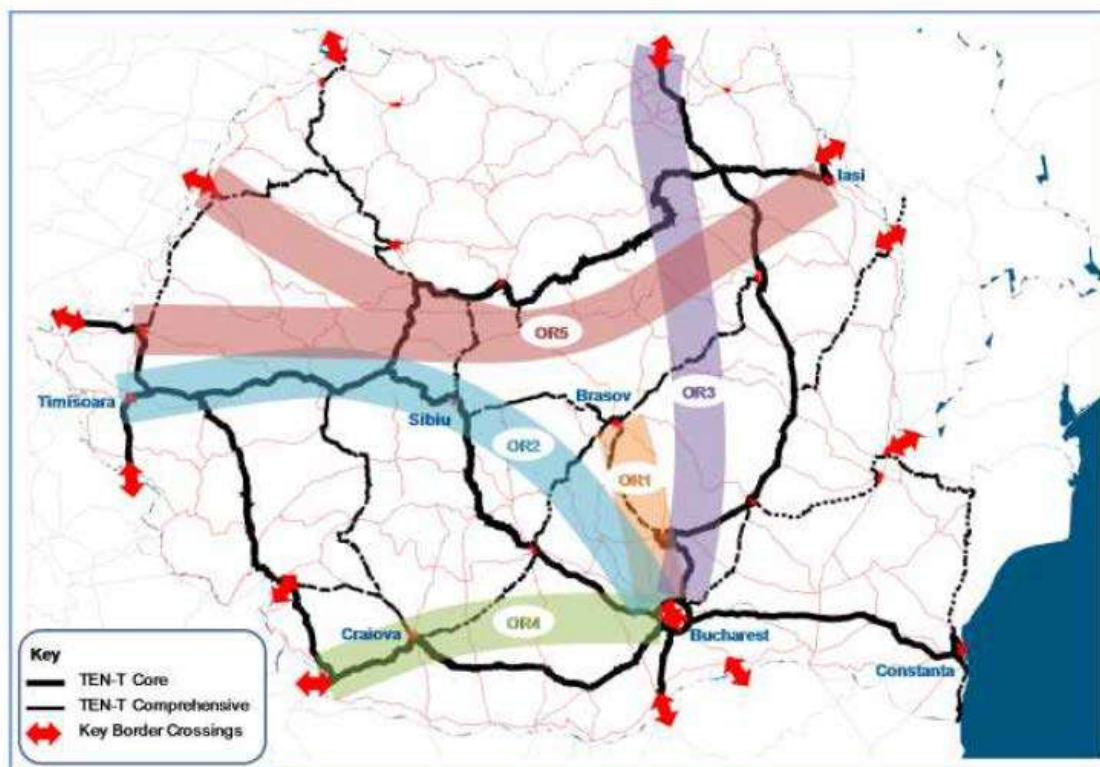 Iasi
OR5
Timisoara
Brasov
OR3
Sibiu
OR2
OR1
OR4
Craiova
Bucharest
Constanta
Key
TEN-T Core
TEN-T Comprehensive
Key Border Crossings